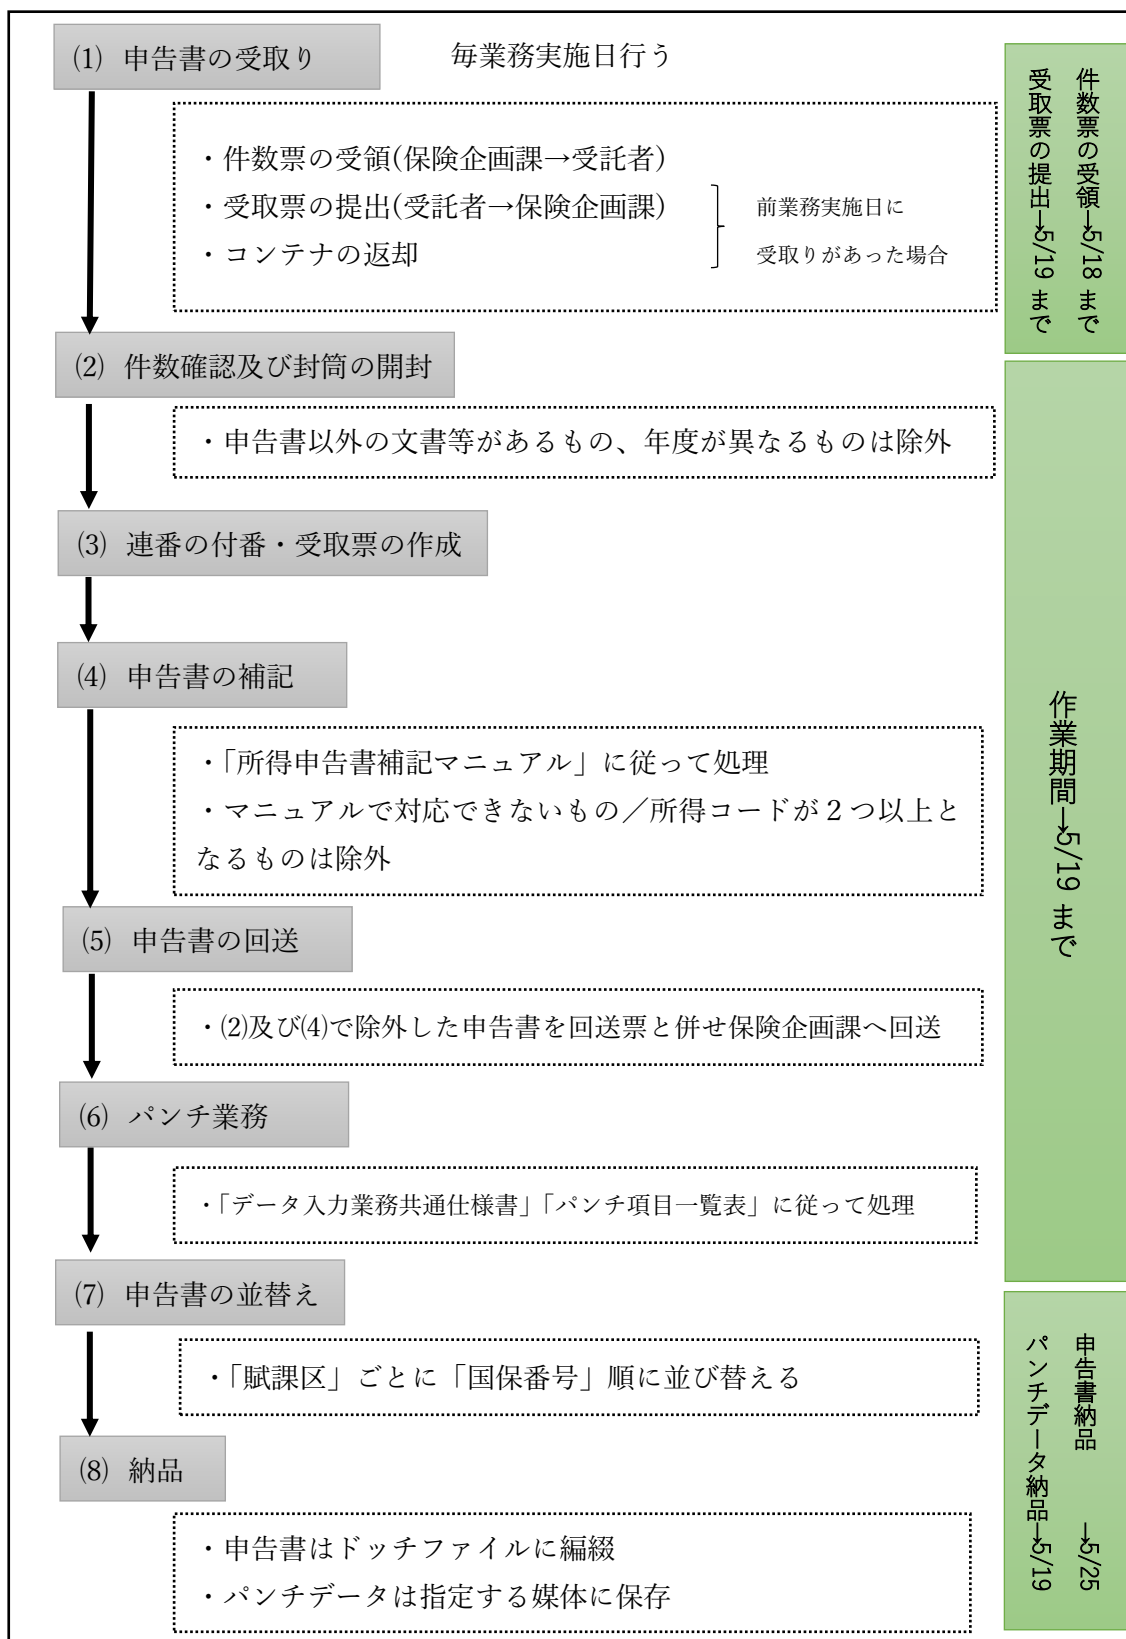 (1) 申告書の受取り
毎業務実施日行う
・件数票の受領(保険企画課→受託者)
・受取票の提出(受託者→保険企画課)
・コンテナの返却
前業務実施日に
受取りがあった場合
件数票の受領→5/18 まで
受取票の提出→5/19 まで
(2) 件数確認及び封筒の開封
・申告書以外の文書等があるもの、年度が異なるものは除外
(3) 連番の付番・受取票の作成
(4) 申告書の補記
・「所得申告書補記マニュアル」に従って処理
・マニュアルで対応できないもの／所得コードが２つ以上と
なるものは除外
作業期間→5/19 まで
(5) 申告書の回送
・⑵及び⑷で除外した申告書を回送票と併せ保険企画課へ回送
(6) パンチ業務
・「データ入力業務共通仕様書」「パンチ項目一覧表」に従って処理
(7) 申告書の並替え
・「賦課区」ごとに「国保番号」順に並び替える
(8) 納品
・申告書はドッチファイルに編綴
・パンチデータは指定する媒体に保存
申告書納品　　→5/25
パンチデータ納品→5/19